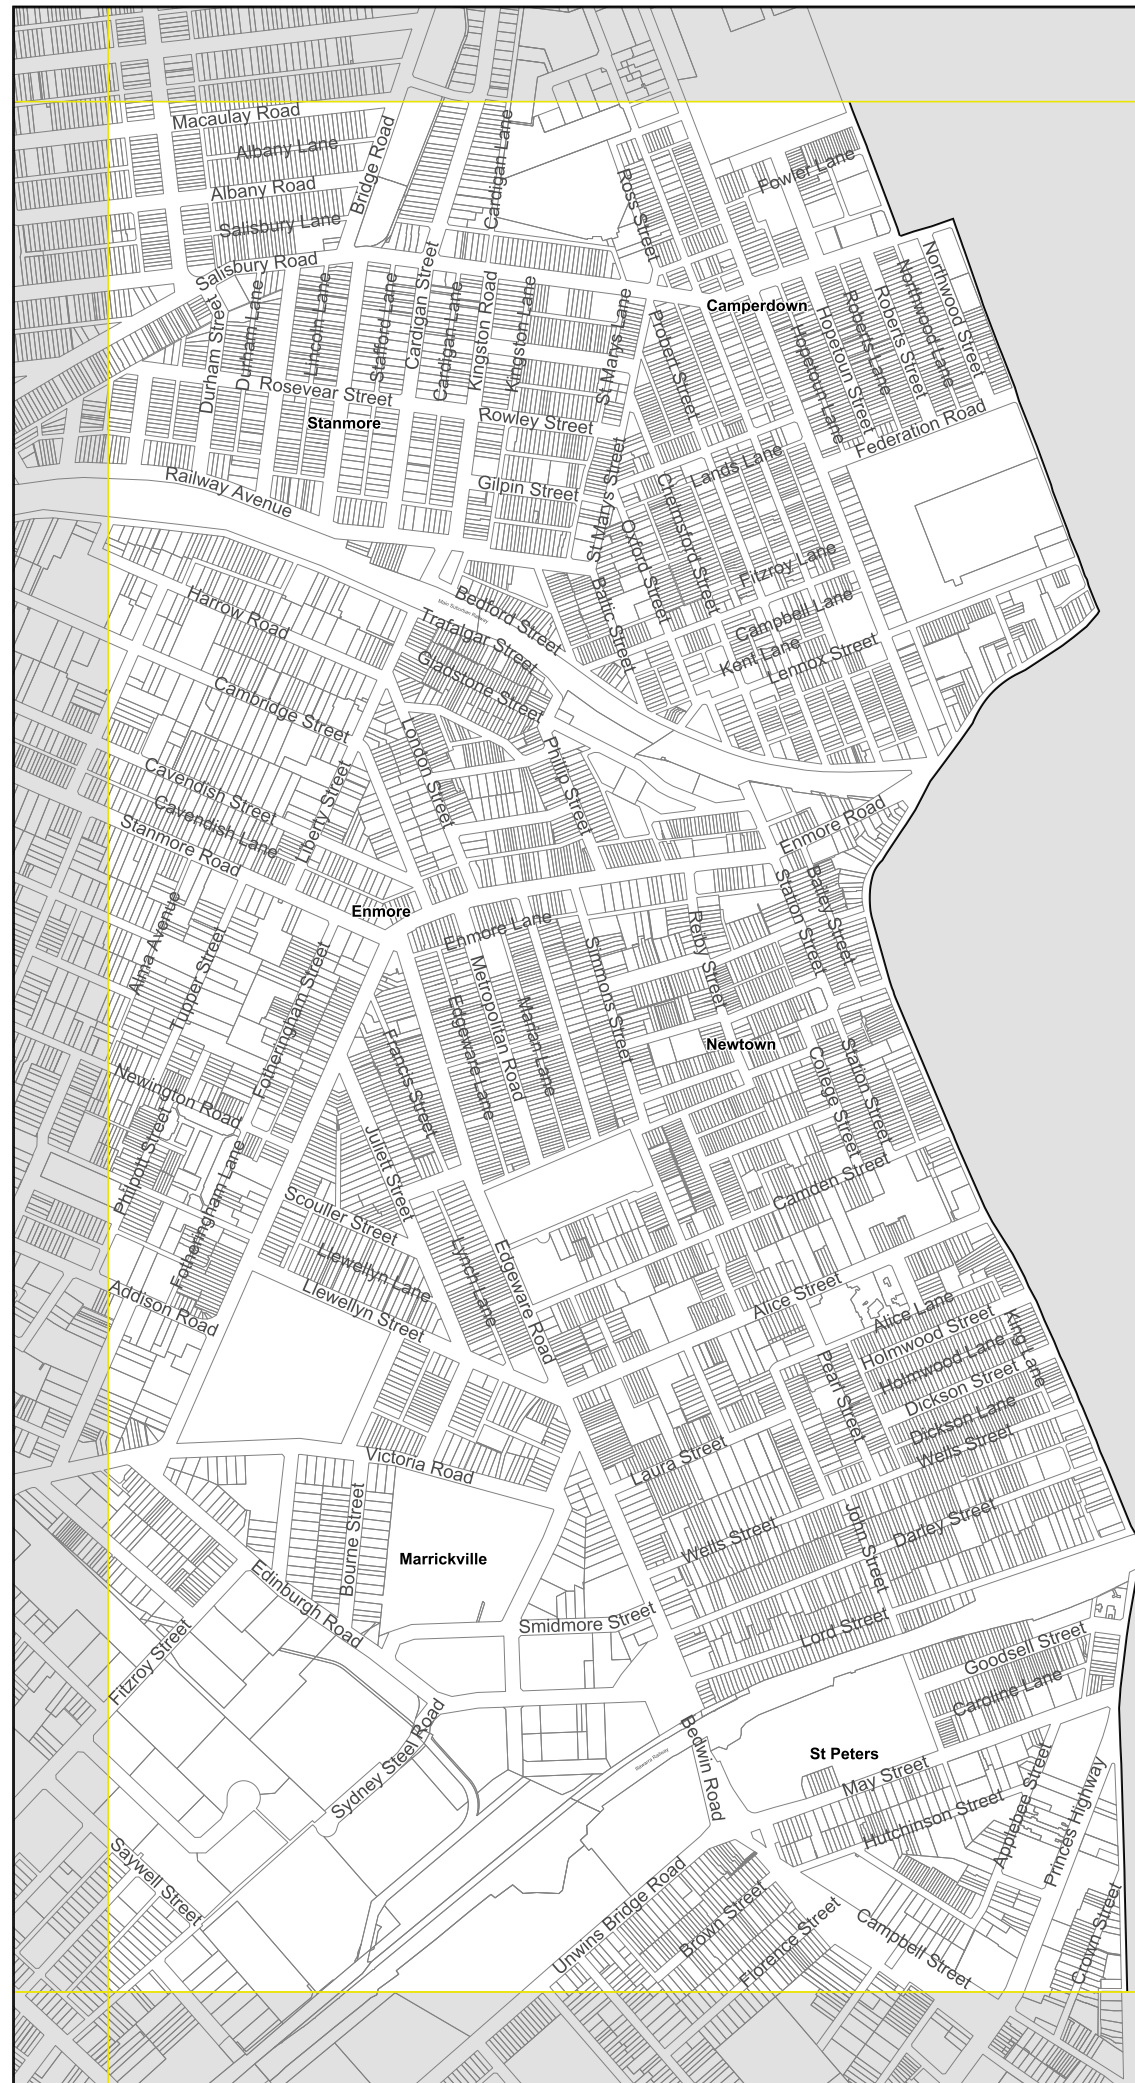 Macaulay Road
Albany Lane
Albany Road
Salisbury Lane
Salisbury Road
Bridge Road
Cardigan Lane
Ross Street
Fowler Lane
Northwood Street
Northwood Lane
Roberts Street
Roberts Lane
Hopetoun Street
Hopetoun Lane
Camperdown
Probert Street
St Marys Lane
Kingston Lane
Kingston Road
Cardigan Lane
Cardigan Street
Stafford Lane
Lincoln Lane
Durham Lane
Durham Street
Rosevear Street
Stanmore
Rowley Street
Federation Road
Lands Lane
Railway Avenue
Gilpin Street
St Marys Street
Chelmsford Street
Oxford Street
Fitzroy Lane
Baltic Street
Campbell Lane
Kent Lane
Lennox Street
Harrow Road
Bedford Street
Main Suburban Railway
Trafalgar Street
Gladstone Street
Cambridge Street
London Street
Phillip Street
Cavendish Street
Cavendish Lane
Liberty Street
Stanmore Road
Enmore Road
Bailey Street
Station Street
Enmore
Enmore Lane
Alma Avenue
Tupper Street
Fotheringham Street
Metropolitan Road
Marian Lane
Simmons Street
Reiby Street
Edgeware Lane
Newtown
Francis Street
College Street
Station Street
Newington Road
Philpott Street
Fotheringham Lane
Juliett Street
Camden Street
Scouller Street
Llewellyn Lane
Llewellyn Street
Lynch Lane
Edgeware Road
Addison Road
Alice Street
Alice Lane
Holmwood Street
King Lane
Holmwood Lane
Dickson Street
Dickson Lane
Pearl Street
Wells Street
Laura Street
Victoria Road
Bourne Street
Marrickville
Wells Street
John Street
Darley Street
Edinburgh Road
Smidmore Street
Lord Street
Fitzroy Street
Goodsell Street
Caroline Lane
Sydney Steel Road
Bedwin Road
Illawarra Railway
St Peters
May Street
Hutchinson Street
Applebee Street
Princes Highway
Saywell Street
Unwins Bridge Road
Brown Street
Florence Street
Campbell Street
Crown Street